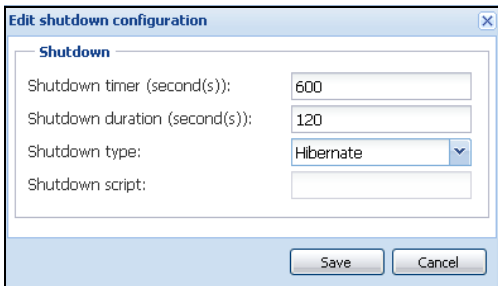 Edit shutdown configuration
Shutdown
Shutdown timer (second(s)): 600
Shutdown duration (second(s)): 120
Shutdown type: Hibernate
Shutdown script:
Save Cancel